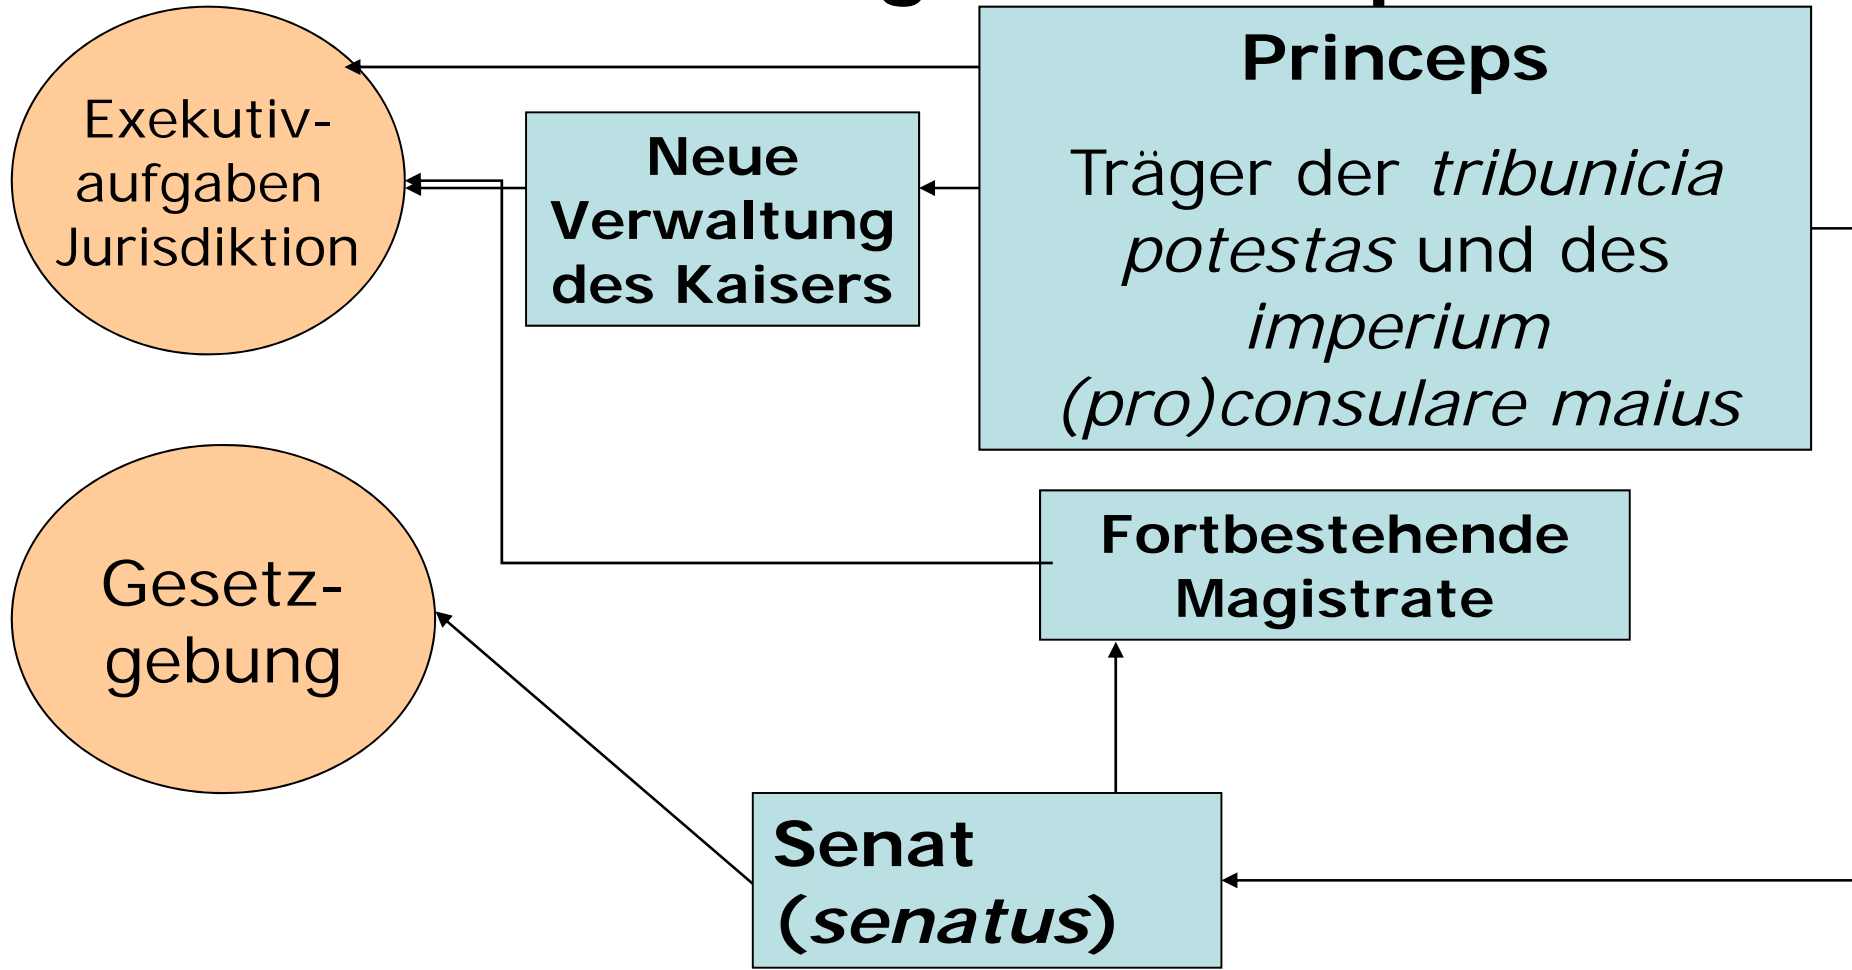 Princeps
Träger der tribunicia
potestas und des
imperium
(pro)consulare maius
Exekutiv-
aufgaben
Jurisdiktion
Neue
Verwaltung
des Kaisers
Fortbestehende
Magistrate
Gesetz-
gebung
Senat
(senatus)